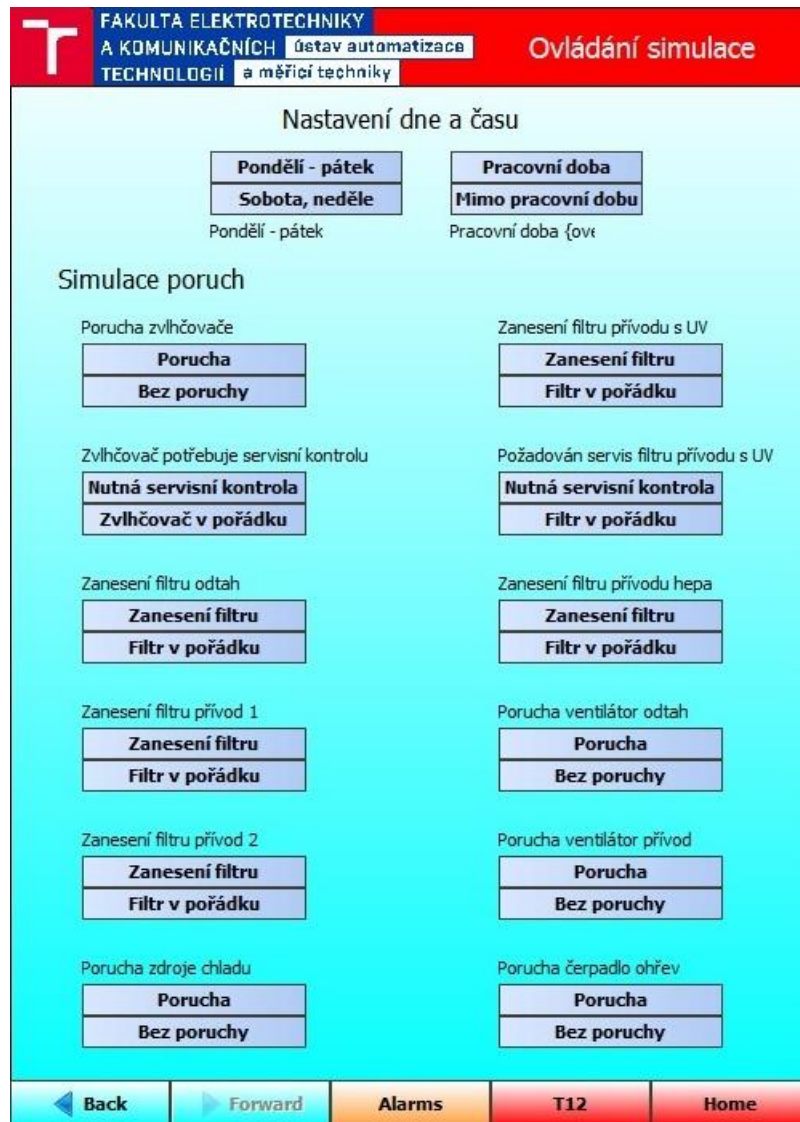 FAKULTA ELEKTROTECHNIKY
A KOMUNIKAČNÍCH ústav automatizace
TECHNOLOGIÍ a měřicí techniky
Ovládání simulace
Nastavení dne a času
Pondělí - pátek
Sobota, neděle
Pondělí - pátek
Pracovní doba
Mimo pracovní dobu
Pracovní doba {ove
Simulace poruch
Porucha zvlhčovače
Porucha
Bez poruchy
Zanesení filtru přívodu s UV
Zanesení filtru
Filtr v pořádku
Zvlhčovač potřebuje servisní kontrolu
Nutná servisní kontrola
Zvlhčovač v pořádku
Požadován servis filtru přívodu s UV
Nutná servisní kontrola
Filtr v pořádku
Zanesení filtru odtah
Zanesení filtru
Filtr v pořádku
Zanesení filtru přívodu hepa
Zanesení filtru
Filtr v pořádku
Zanesení filtru přívod 1
Zanesení filtru
Filtr v pořádku
Porucha ventilátor odtah
Porucha
Bez poruchy
Zanesení filtru přívod 2
Zanesení filtru
Filtr v pořádku
Porucha ventilátor přívod
Porucha
Bez poruchy
Porucha zdroje chladu
Porucha
Bez poruchy
Porucha čerpadlo ohřev
Porucha
Bez poruchy
Back
Forward
Alarms
T12
Home